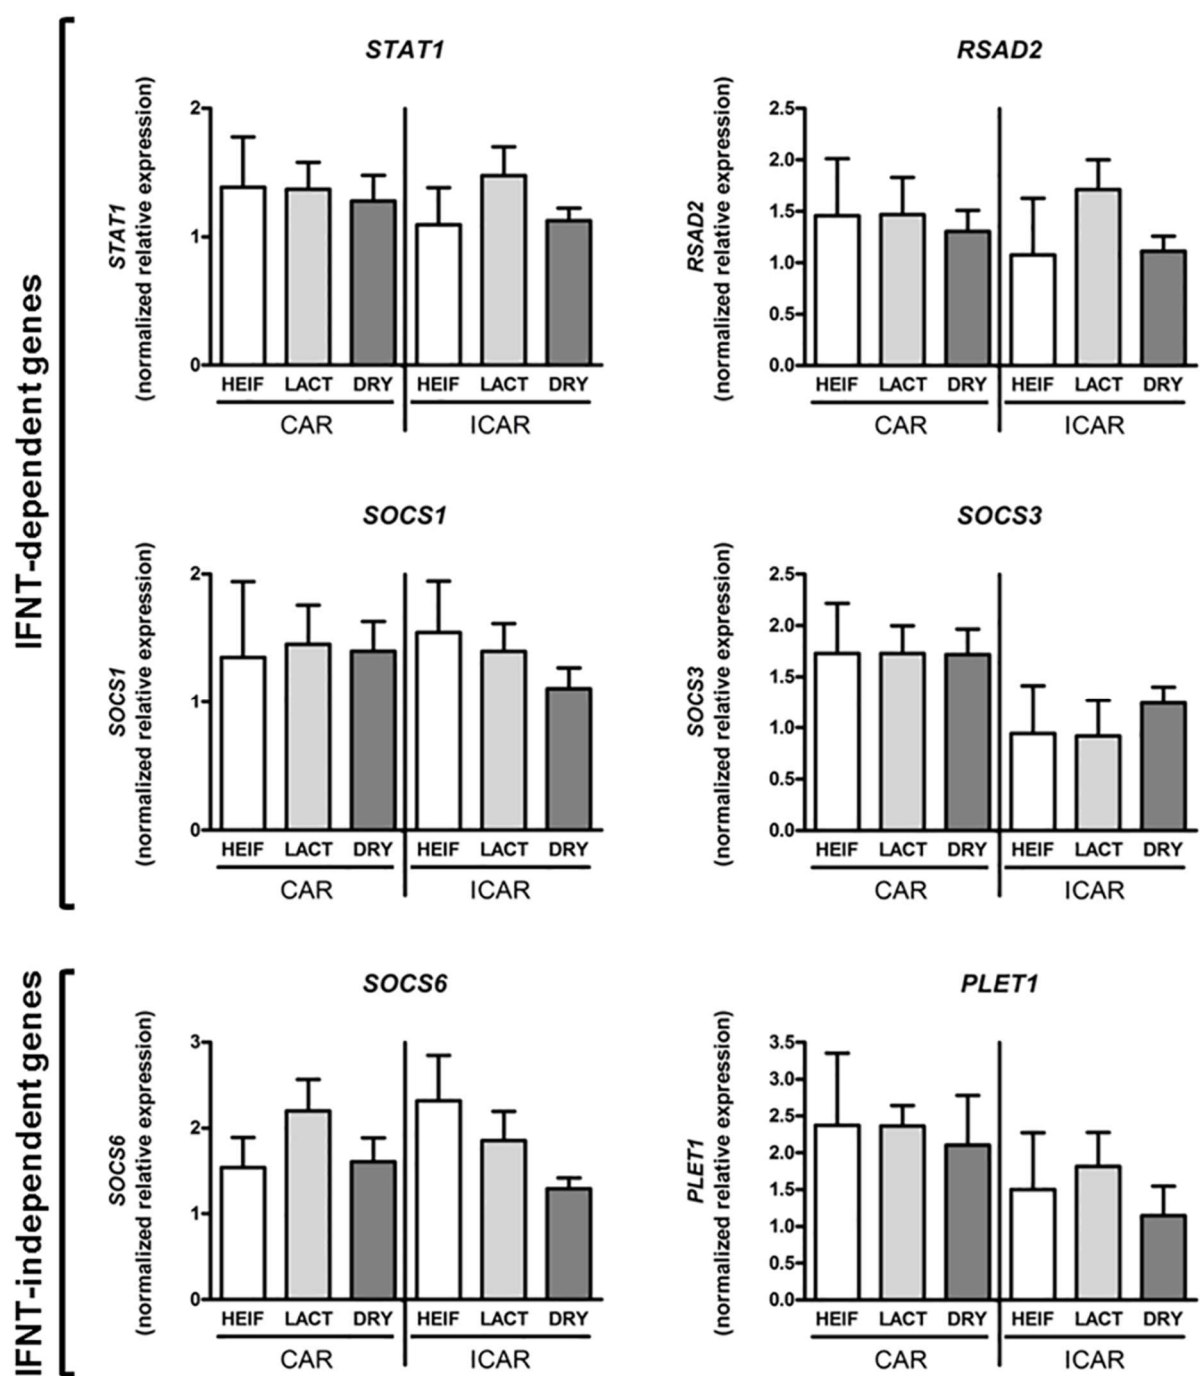 IFNT-dependent genes
STAT1
STAT1
(normalized relative expression)
2
1
0
HEIF LACT DRY HEIF LACT DRY
CAR ICAR
RSAD2
RSAD2
(normalized relative expression)
2.5
2.0
1.5
1.0
0.5
0.0
HEIF LACT DRY HEIF LACT DRY
CAR ICAR
SOCS1
SOCS1
(normalized relative expression)
2
1
0
HEIF LACT DRY HEIF LACT DRY
CAR ICAR
SOCS3
SOCS3
(normalized relative expression)
2.5
2.0
1.5
1.0
0.5
0.0
HEIF LACT DRY HEIF LACT DRY
CAR ICAR
IFNT-independent genes
SOCS6
SOCS6
(normalized relative expression)
3
2
1
0
HEIF LACT DRY HEIF LACT DRY
CAR ICAR
PLET1
PLET1
(normalized relative expression)
3.5
3.0
2.5
2.0
1.5
1.0
0.5
0.0
HEIF LACT DRY HEIF LACT DRY
CAR ICAR